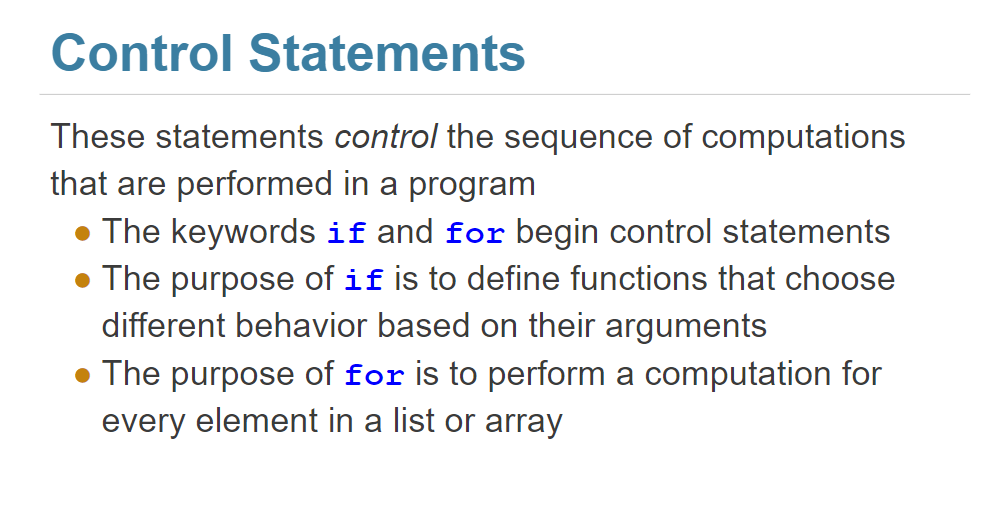 Control Statements
These statements control the sequence of computations
that are performed in a program
● The keywords if and for begin control statements
● The purpose of if is to define functions that choose
different behavior based on their arguments
● The purpose of for is to perform a computation for
every element in a list or array